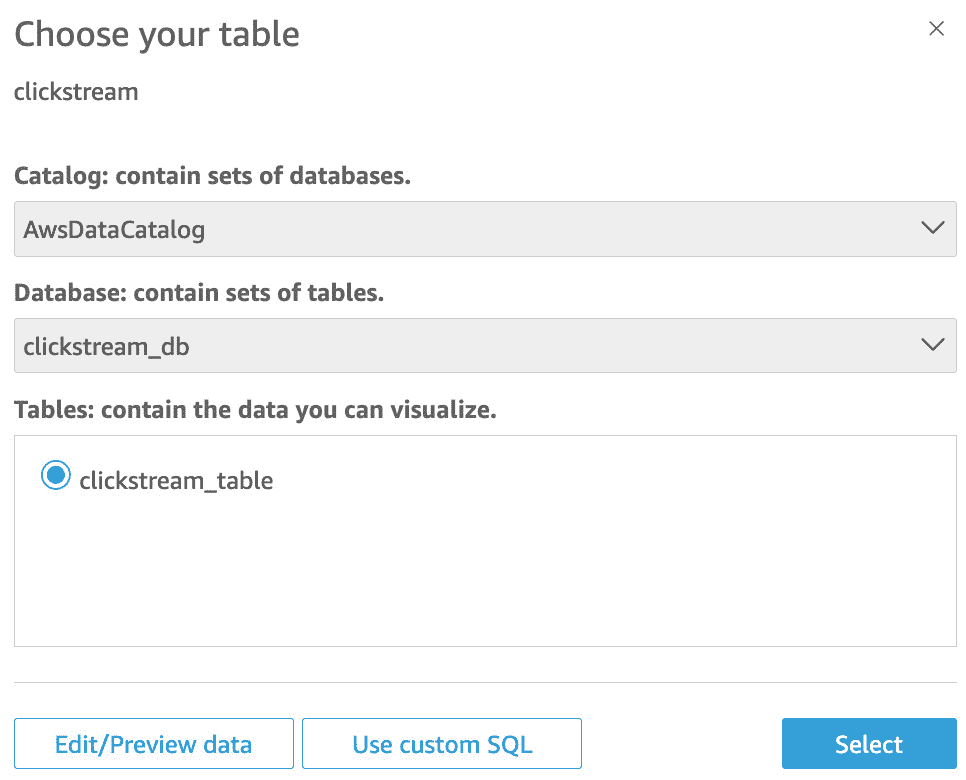 Choose your table
clickstream
Catalog: contain sets of databases.
AwsDataCatalog
Database: contain sets of tables.
clickstream_db
Tables: contain the data you can visualize.
clickstream_table
Edit/Preview data
Use custom SQL
Select